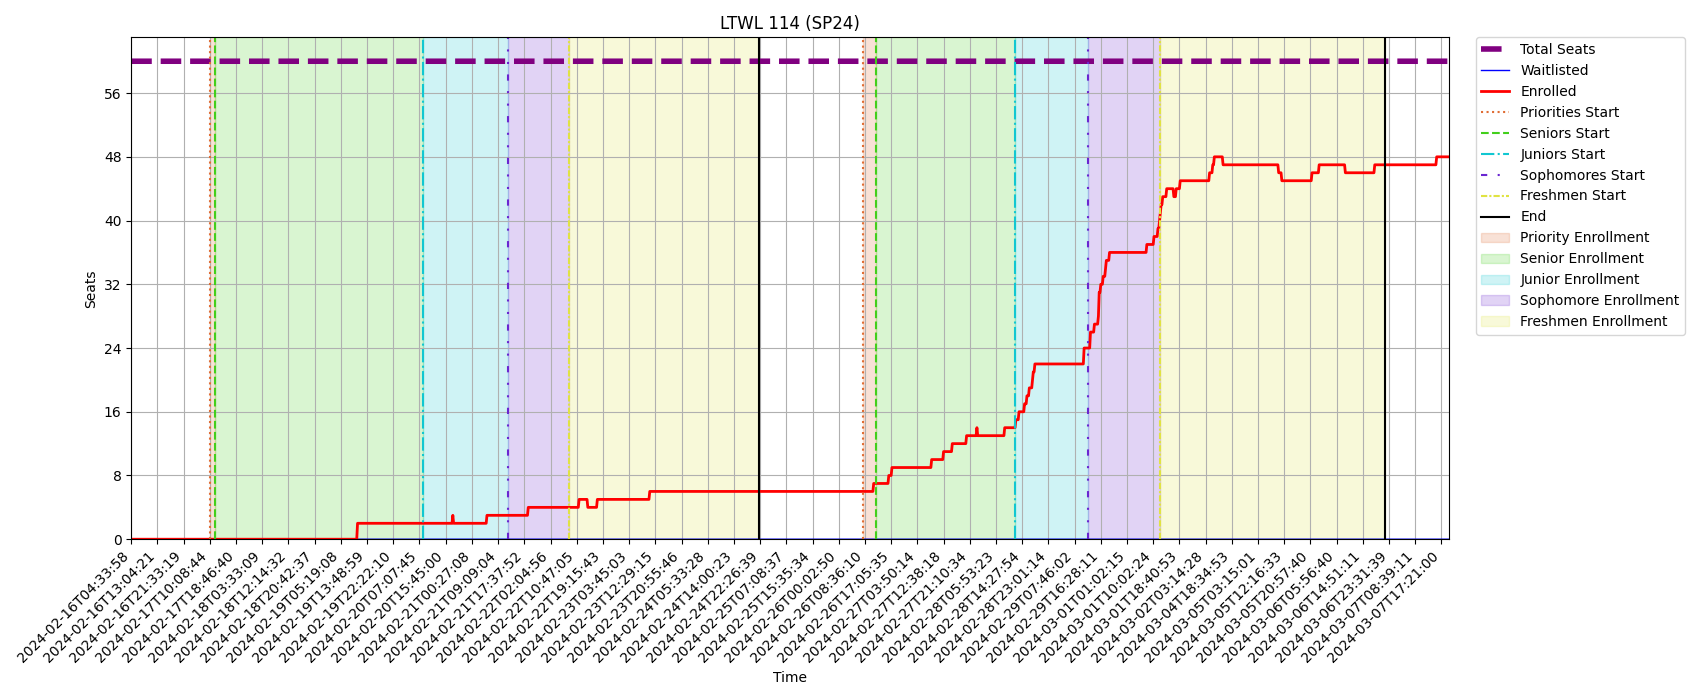 LTWL 114 (SP24)
Seats
56
48
40
32
24
16
8
0
2024-02-16T04:33:58
2024-02-16T13:04:21
2024-02-16T21:33:19
2024-02-17T10:08:44
2024-02-17T18:46:40
2024-02-18T03:33:09
2024-02-18T12:14:32
2024-02-18T20:42:37
2024-02-19T05:19:08
2024-02-19T13:48:59
2024-02-19T22:22:10
2024-02-20T07:07:45
2024-02-20T15:45:00
2024-02-21T00:27:08
2024-02-21T09:09:04
2024-02-21T17:37:52
2024-02-22T02:04:56
2024-02-22T10:47:05
2024-02-22T19:15:43
2024-02-23T03:45:03
2024-02-23T12:29:15
2024-02-23T20:55:46
2024-02-24T05:33:28
2024-02-24T14:00:23
2024-02-24T22:26:39
2024-02-25T07:08:37
2024-02-25T15:35:34
2024-02-26T00:02:50
2024-02-26T08:36:10
2024-02-26T17:05:35
2024-02-27T03:50:14
2024-02-27T12:38:18
2024-02-27T21:10:34
2024-02-28T05:53:23
2024-02-28T14:27:54
2024-02-28T23:01:14
2024-02-29T07:46:02
2024-02-29T16:28:11
2024-03-01T01:02:15
2024-03-01T10:02:24
2024-03-01T18:40:53
2024-03-02T03:14:28
2024-03-04T18:34:53
2024-03-05T03:15:01
2024-03-05T12:16:33
2024-03-05T20:57:40
2024-03-06T05:56:40
2024-03-06T14:51:11
2024-03-06T23:31:39
2024-03-07T08:39:11
2024-03-07T17:21:00
Time
Total Seats
Waitlisted
Enrolled
Priorities Start
Seniors Start
Juniors Start
Sophomores Start
Freshmen Start
End
Priority Enrollment
Senior Enrollment
Junior Enrollment
Sophomore Enrollment
Freshmen Enrollment